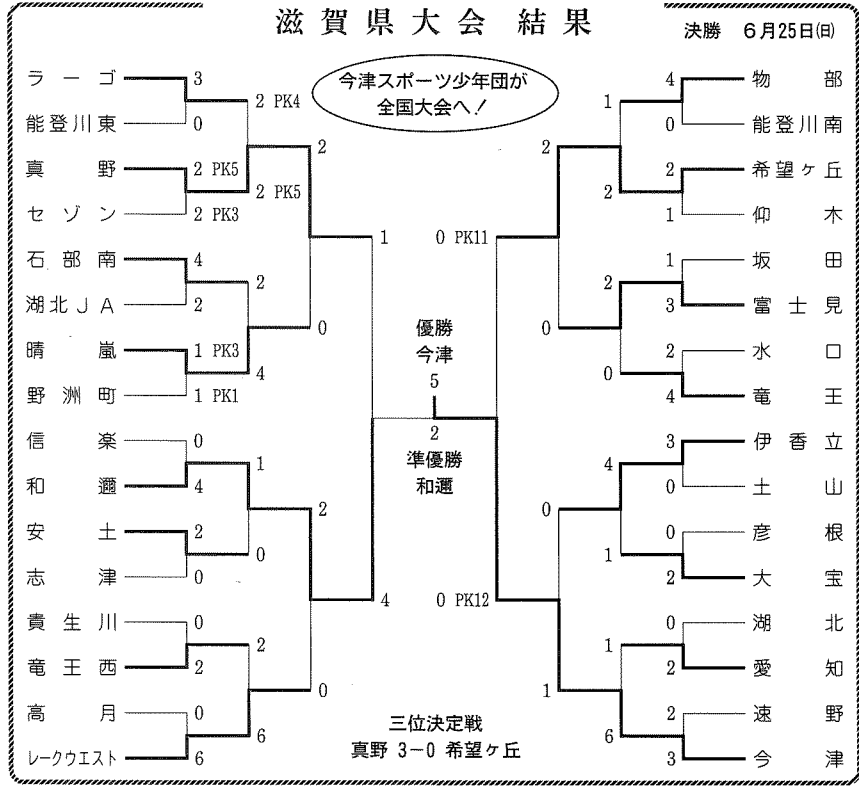 滋賀県大会 結果
決勝 6月25日(日)
今津スポーツ少年団が
全国大会へ!
ラーゴ 3
能登川東 0
2 PK4
真野 2 PK5
セゾン 2 PK3
2 PK5
2
石部南 4
湖北JA 2
2
晴嵐 1 PK3
野洲町 1 PK1
4
0
1
信楽 0
和邇 4
1
安土 2
志津 0
0
2
貴生川 0
竜王西 2
2
高月 0
レークウエスト 6
6
0
4
優勝
今津
5
2
準優勝
和邇
4 物部
0 能登川南
1
2 希望ヶ丘
1 仰木
2
2
1 坂田
3 富士見
2
2 水口
4 竜王
0
0
0 PK11
3 伊香立
0 土山
4
0 彦根
2 大宝
1
0
0 湖北
2 愛知
1
2 速野
3 今津
6
1
0 PK12
三位決定戦
真野 3-0 希望ヶ丘